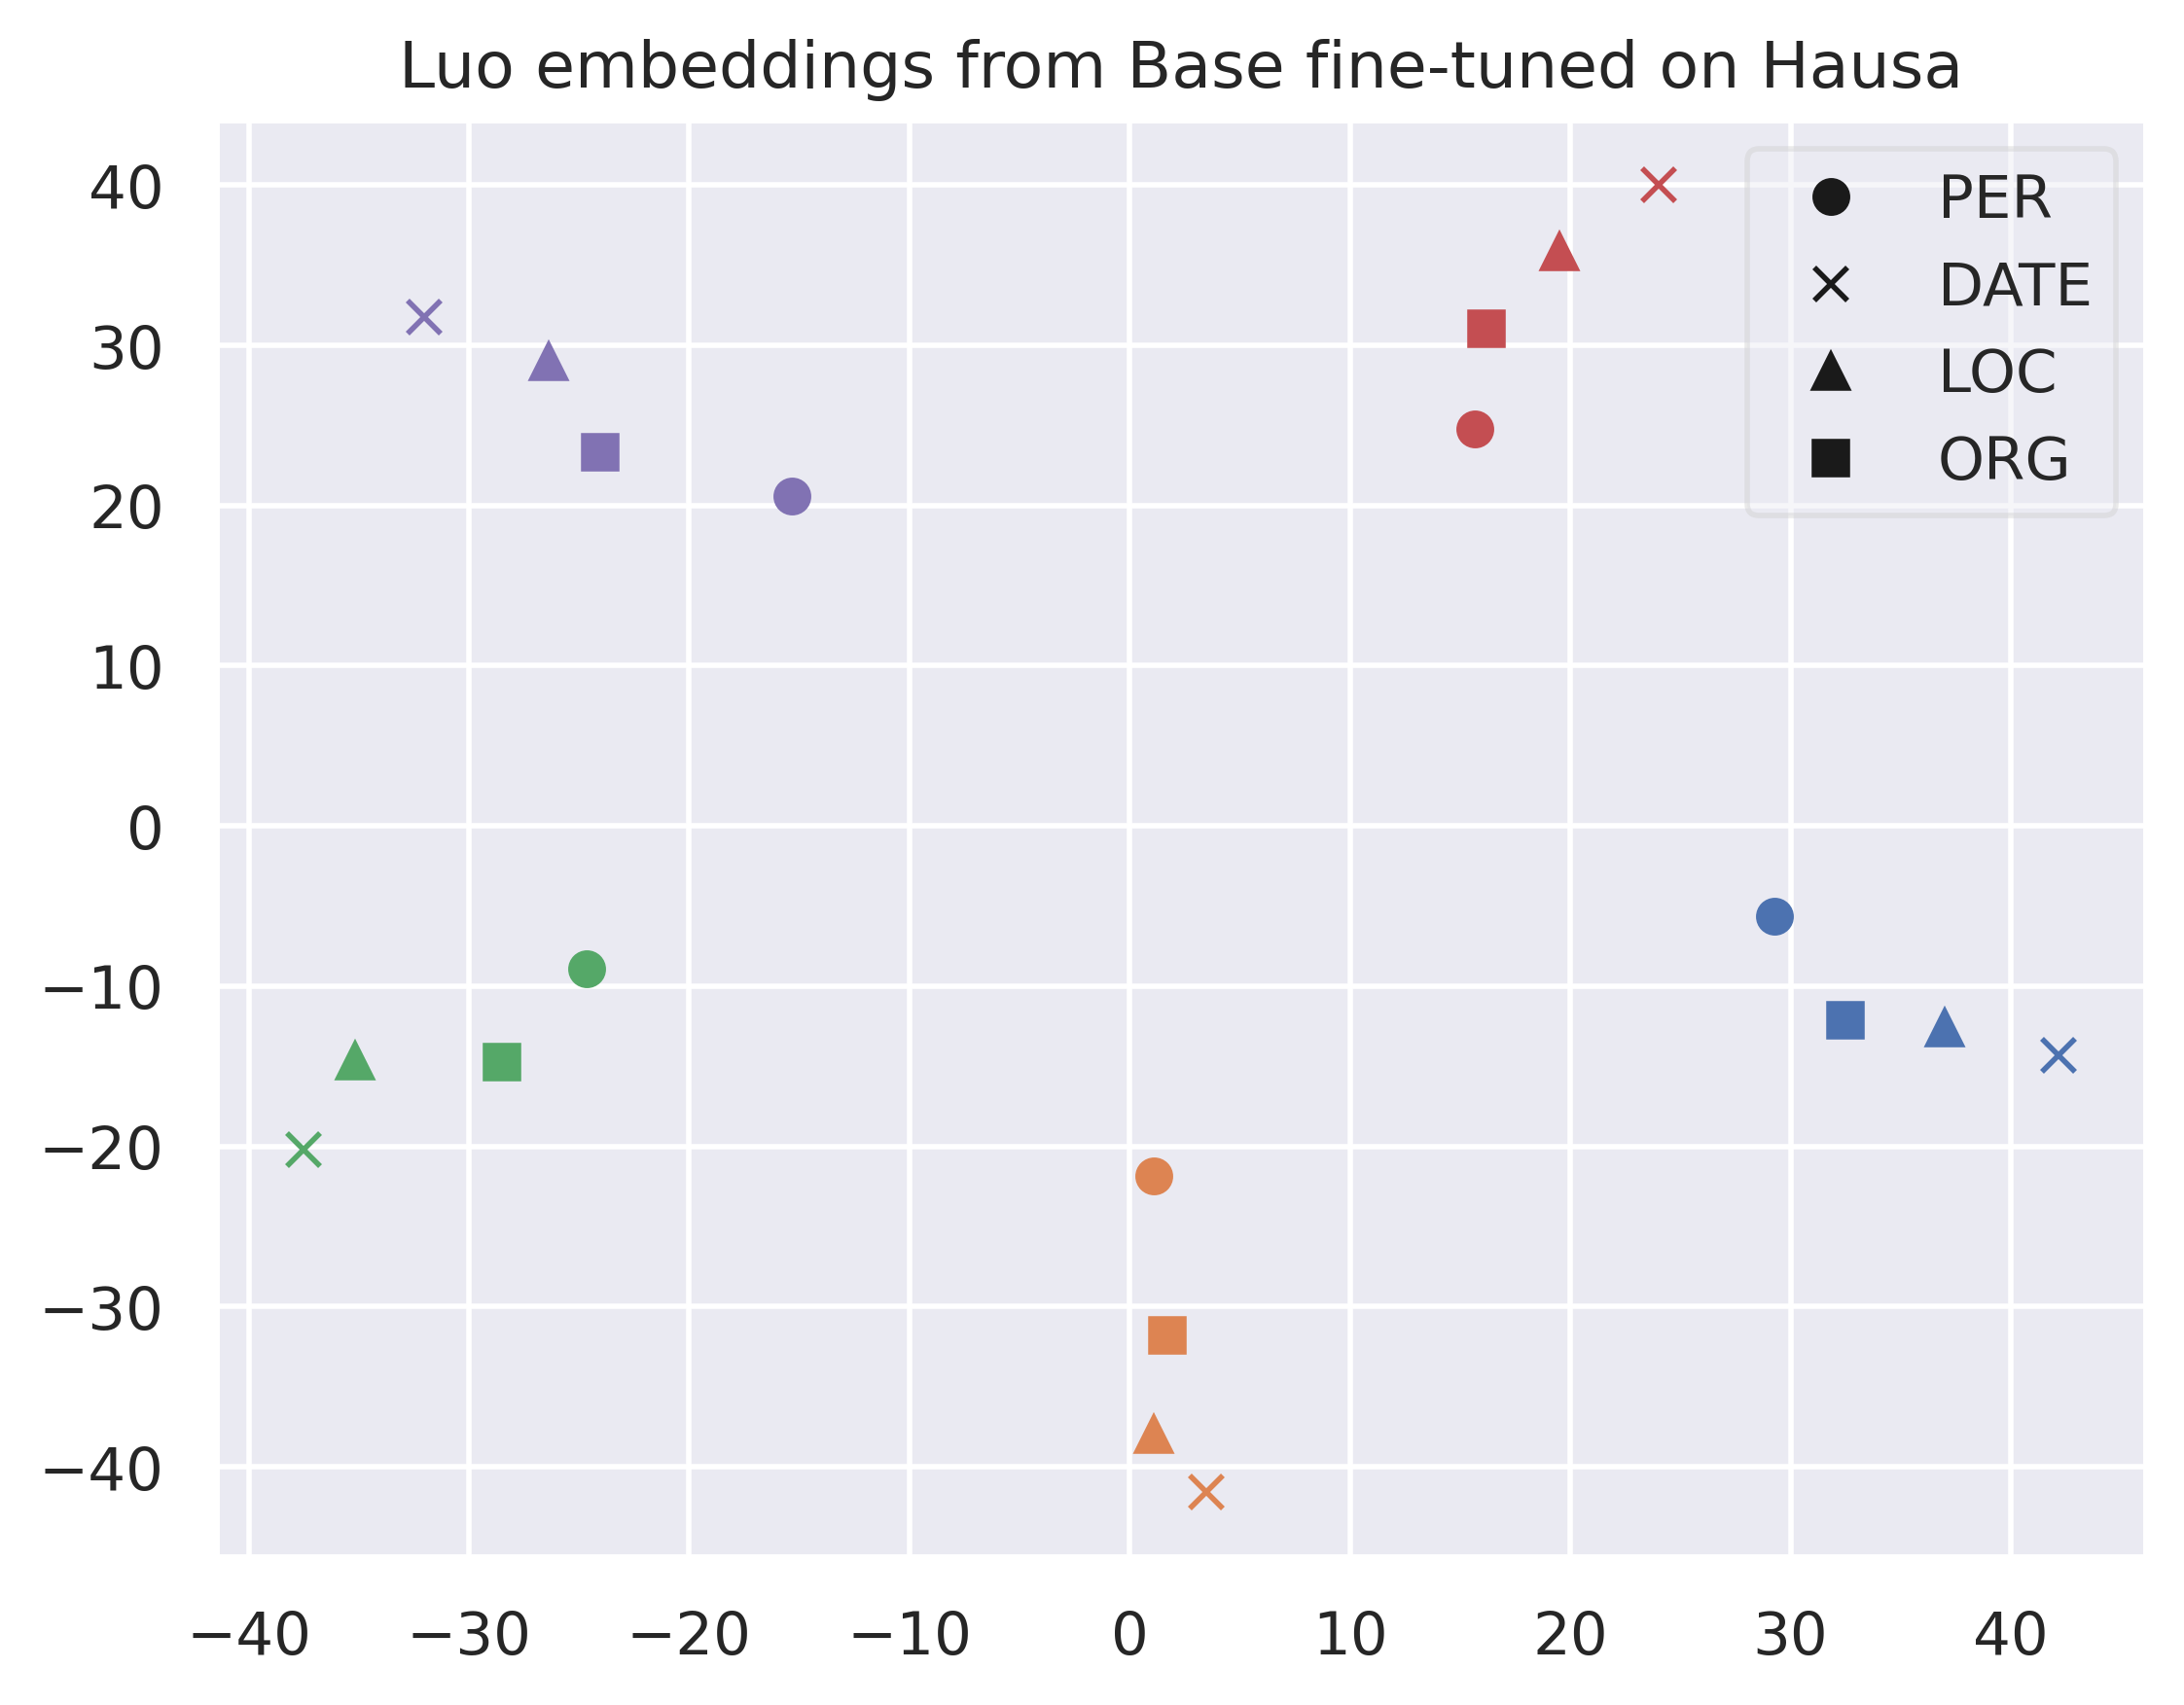 Luo embeddings from Base fine-tuned on Hausa
PER
DATE
LOC
ORG
40
30
20
10
0
−10
−20
−30
−40
−40 −30 −20 −10 0 10 20 30 40